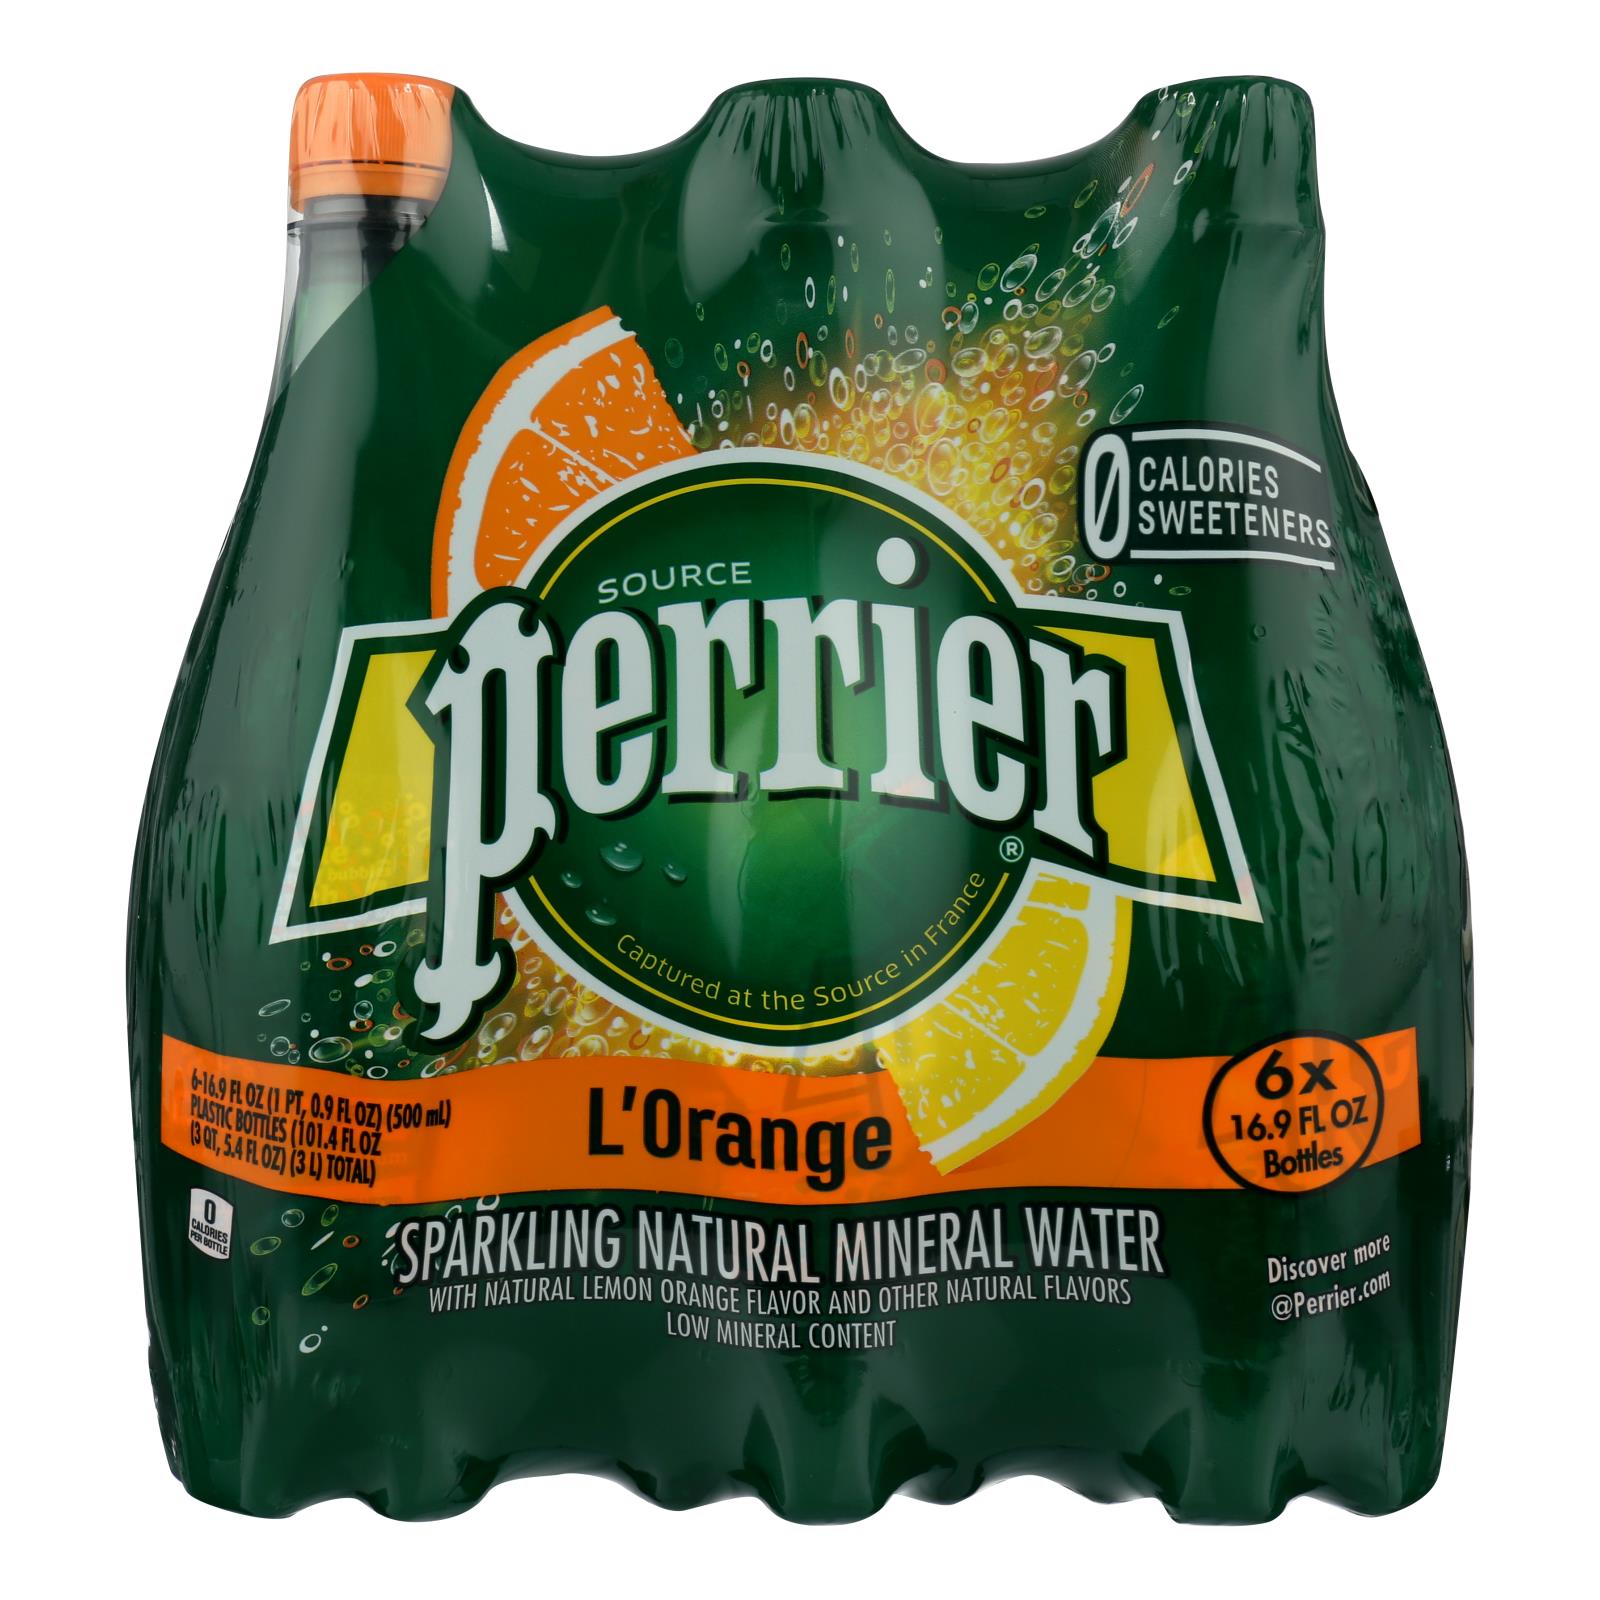 0 CALORIES
SWEETENERS
SOURCE
Perrier
®
Captured at the Source in France
6-16.9 FL OZ (1 PT, 0.9 FL OZ) (500 mL)
PLASTIC BOTTLES (101.4 FL OZ
(3 QT, 5.4 FL OZ) (3 L) TOTAL)
L'Orange
6x
16.9 FL OZ
Bottles
0
CALORIES
PER BOTTLE
SPARKLING NATURAL MINERAL WATER
WITH NATURAL LEMON ORANGE FLAVOR AND OTHER NATURAL FLAVORS
LOW MINERAL CONTENT
Discover more
@Perrier.com